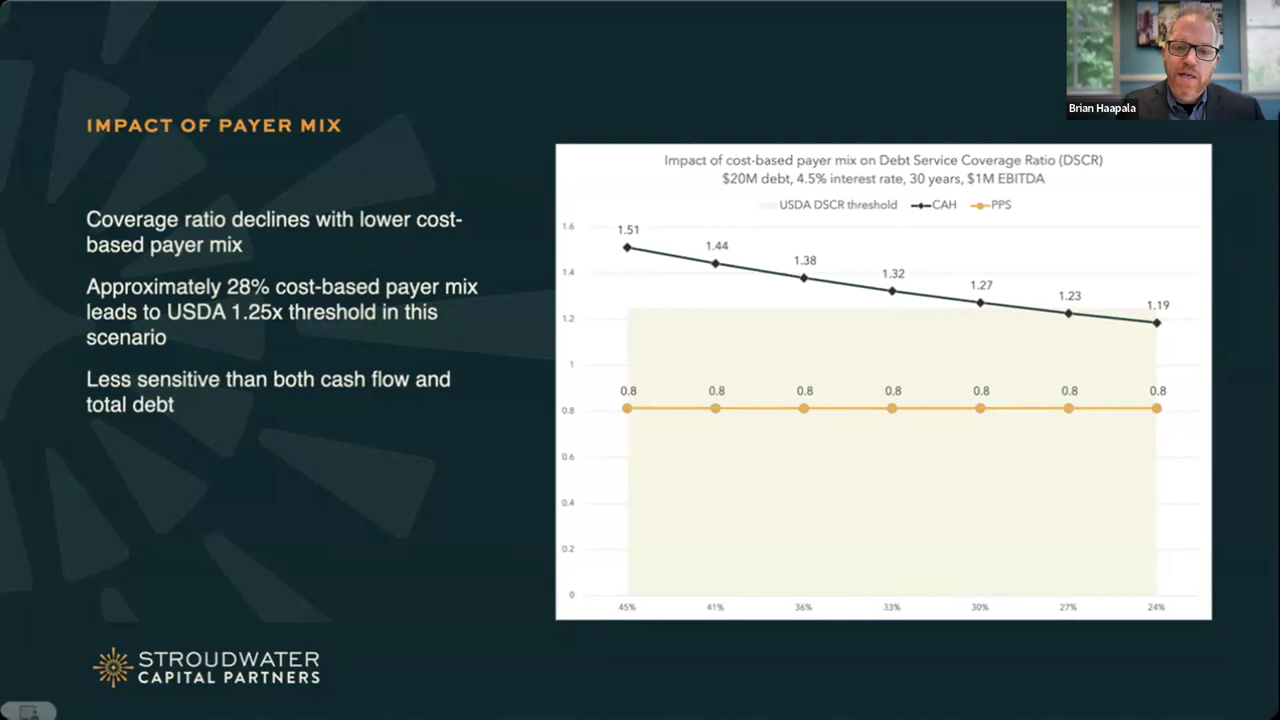 Brian Haapala
IMPACT OF PAYER MIX
Coverage ratio declines with lower cost-
based payer mix
Approximately 28% cost-based payer mix
leads to USDA 1.25x threshold in this
scenario
Less sensitive than both cash flow and
total debt
Impact of cost-based payer mix on Debt Service Coverage Ratio (DSCR)
$20M debt, 4.5% interest rate, 30 years, $1M EBITDA
USDA DSCR threshold CAH PPS
1.6
1.4
1.2
1
0.8
0.6
0.4
0.2
0
1.51 1.44 1.38 1.32 1.27 1.23 1.19
0.8 0.8 0.8 0.8 0.8 0.8 0.8
45% 41% 36% 33% 30% 27% 24%
STROUDWATER
CAPITAL PARTNERS